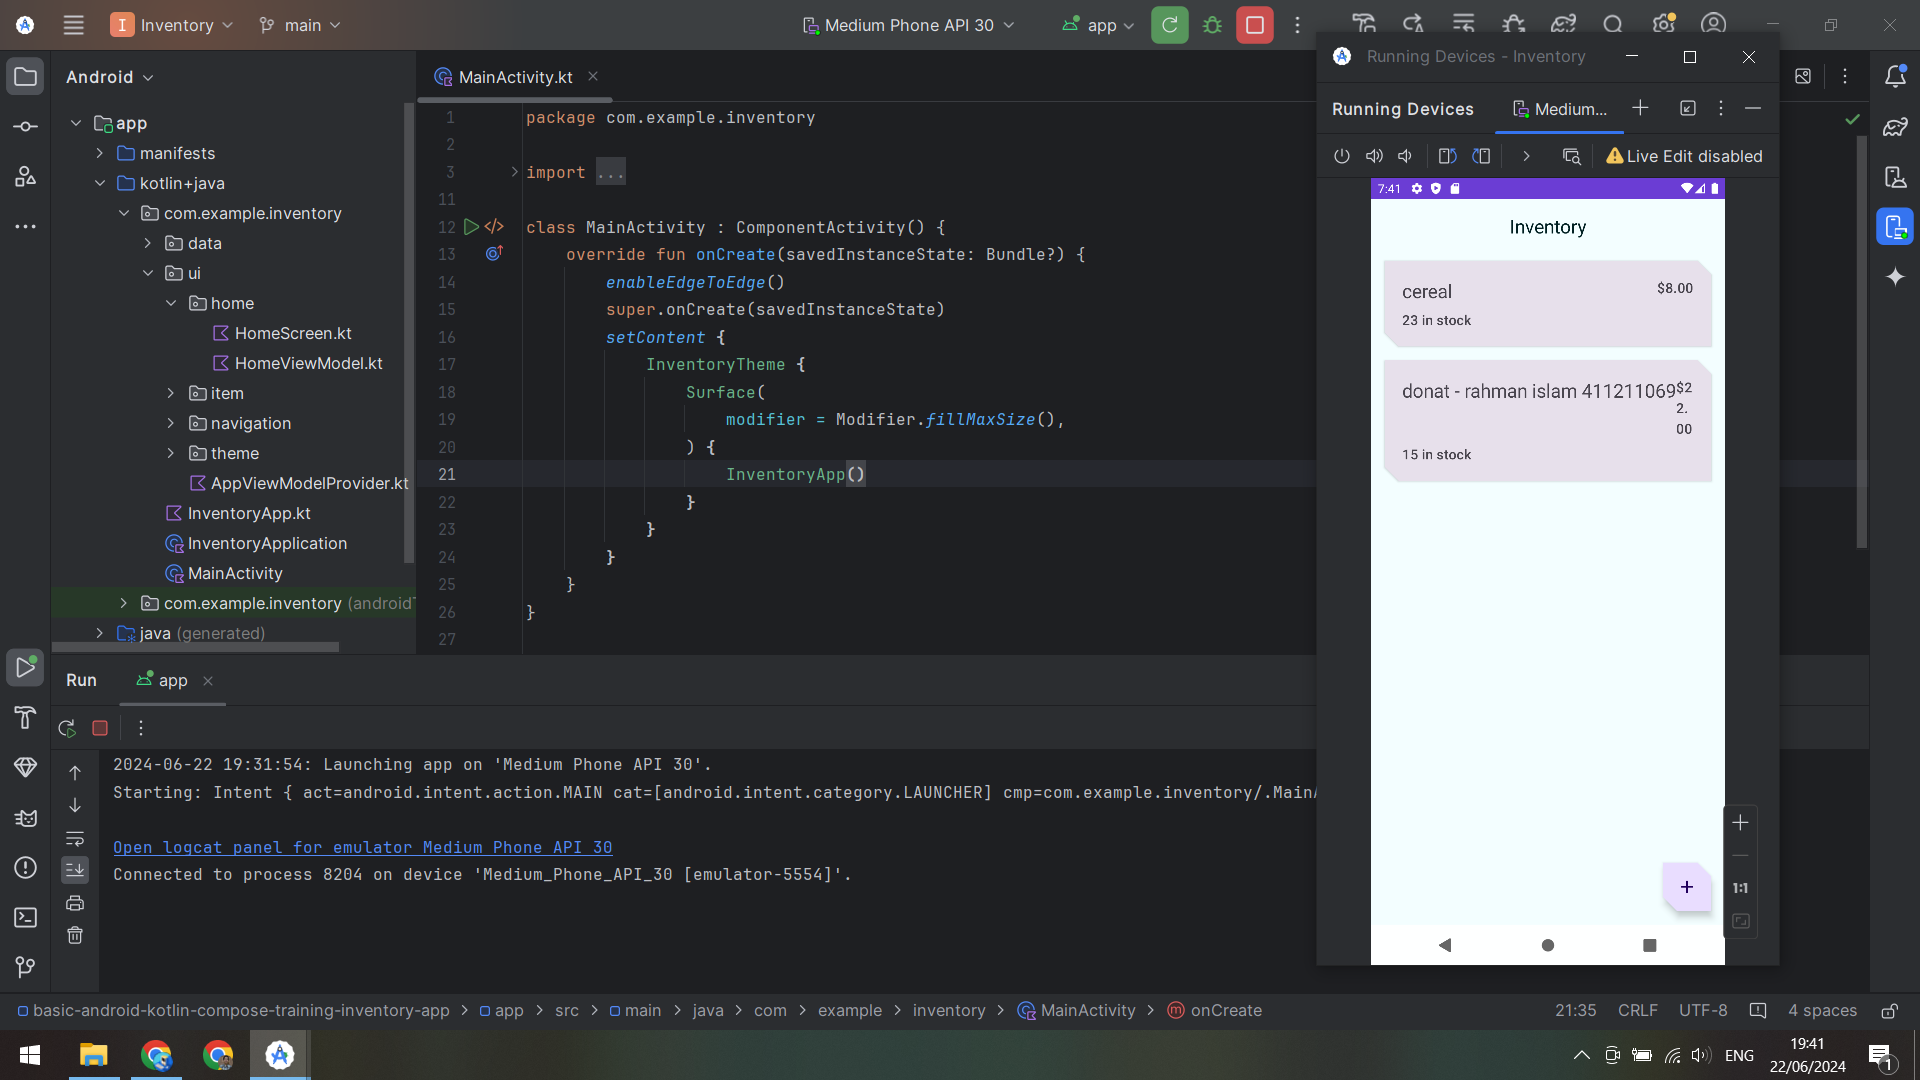 I Inventory main
Medium Phone API 30 app
Android
app
manifests
kotlin+java
com.example.inventory
data
ui
home
HomeScreen.kt
HomeViewModel.kt
item
navigation
theme
AppViewModelProvider.kt
InventoryApp.kt
InventoryApplication
MainActivity
com.example.inventory (androidT
java (generated)
MainActivity.kt
1 package com.example.inventory
2
3 import ...
11
12 class MainActivity : ComponentActivity() {
13 override fun onCreate(savedInstanceState: Bundle?) {
14 enableEdgeToEdge()
15 super.onCreate(savedInstanceState)
16 setContent {
17 InventoryTheme {
18 Surface(
19 modifier = Modifier.fillMaxSize(),
20 ) {
21 InventoryApp()
22 }
23 }
24 }
25 }
26 }
27
Running Devices - Inventory
Running Devices Medium...
Live Edit disabled
7:41
Inventory
cereal $8.00
23 in stock
donat - rahman islam 411211069 $2
2.
00
15 in stock
+
1:1
Run app
2024-06-22 19:31:54: Launching app on 'Medium Phone API 30'.
Starting: Intent { act=android.intent.action.MAIN cat=[android.intent.category.LAUNCHER] cmp=com.example.inventory/.MainA
Open logcat panel for emulator Medium Phone API 30
Connected to process 8204 on device 'Medium_Phone_API_30 [emulator-5554]'.
basic-android-kotlin-compose-training-inventory-app > app > src > main > java > com > example > inventory > MainActivity > m onCreate
21:35 CRLF UTF-8 4 spaces
ENG
19:41
22/06/2024
1